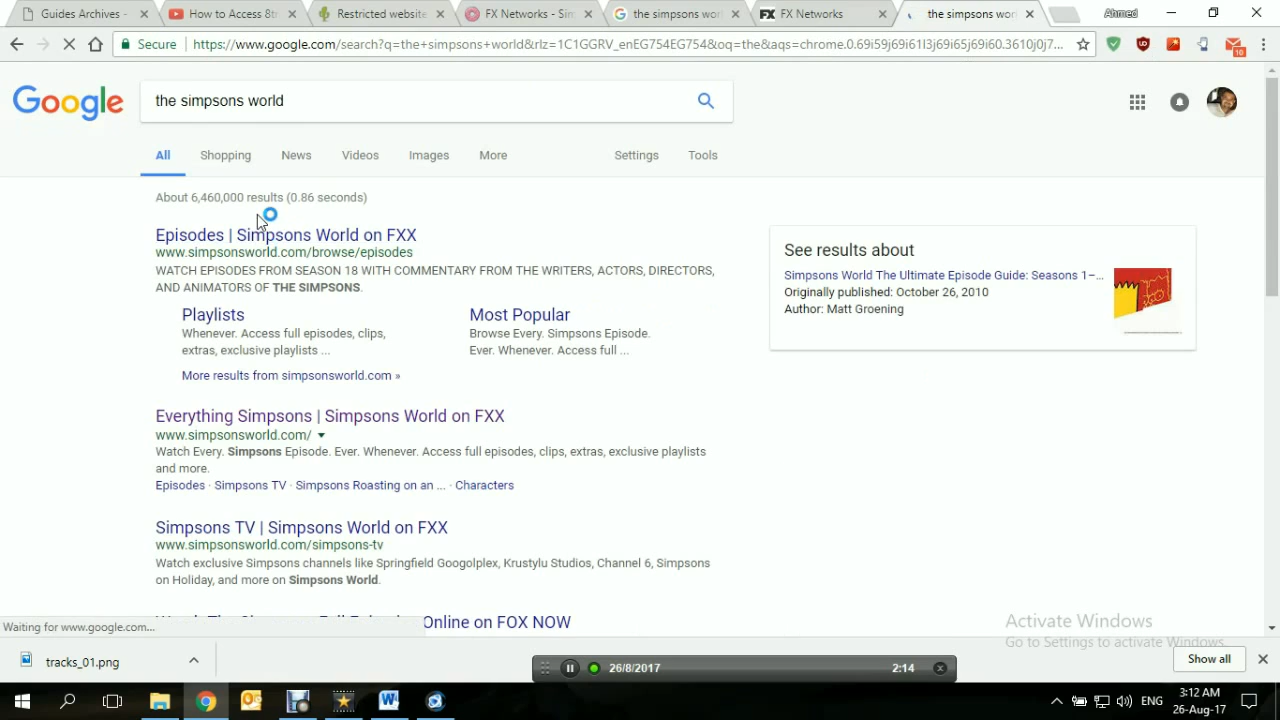 Guides Archives -
How to Access 8tr
Restricted website
FX Networks - Sim
the simpsons worl
FX Networks
the simpsons worl
Ahmed
Secure
https://www.google.com/search?q=the+simpsons+world&rlz=1C1GGRV_enEG754EG754&oq=the&aqs=chrome.0.69i59j69i61l3j69i65j69i60.3610j0j7...
10
Google
the simpsons world
All
Shopping
News
Videos
Images
More
Settings
Tools
About 6,460,000 results (0.86 seconds)
Episodes | Simpsons World on FXX
www.simpsonsworld.com/browse/episodes
WATCH EPISODES FROM SEASON 18 WITH COMMENTARY FROM THE WRITERS, ACTORS, DIRECTORS,
AND ANIMATORS OF THE SIMPSONS.
Playlists
Whenever. Access full episodes, clips,
extras, exclusive playlists ...
Most Popular
Browse Every. Simpsons Episode.
Ever. Whenever. Access full ...
More results from simpsonsworld.com »
See results about
Simpsons World The Ultimate Episode Guide: Seasons 1–...
Originally published: October 26, 2010
Author: Matt Groening
Everything Simpsons | Simpsons World on FXX
www.simpsonsworld.com/
Watch Every. Simpsons Episode. Ever. Whenever. Access full episodes, clips, extras, exclusive playlists
and more.
Episodes · Simpsons TV · Simpsons Roasting on an ... · Characters
Simpsons TV | Simpsons World on FXX
www.simpsonsworld.com/simpsons-tv
Watch exclusive Simpsons channels like Springfield Googolplex, Krustylu Studios, Channel 6, Simpsons
on Holiday, and more on Simpsons World.
Online on FOX NOW
Waiting for www.google.com...
Activate Windows
Go to Settings to activate Windows.
tracks_01.png
26/8/2017
2:14
Show all
ENG
3:12 AM
26-Aug-17